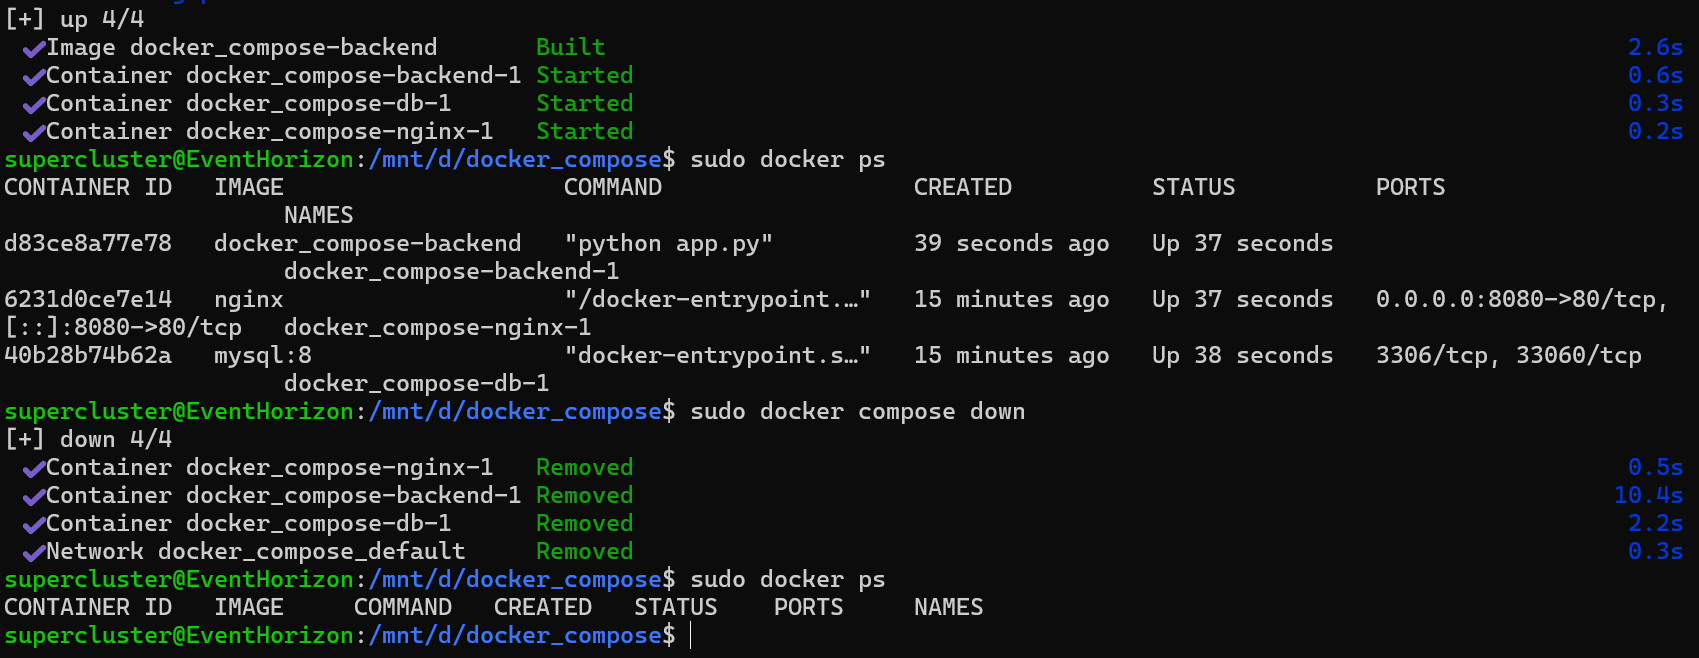 [+] up 4/4
✔Image docker_compose-backend Built 2.6s
✔Container docker_compose-backend-1 Started 0.6s
✔Container docker_compose-db-1 Started 0.3s
✔Container docker_compose-nginx-1 Started 0.2s
supercluster@EventHorizon:/mnt/d/docker_compose$ sudo docker ps
CONTAINER ID IMAGE COMMAND CREATED STATUS PORTS
NAMES
d83ce8a77e78 docker_compose-backend "python app.py" 39 seconds ago Up 37 seconds
docker_compose-backend-1
6231d0ce7e14 nginx "/docker-entrypoint.…" 15 minutes ago Up 37 seconds 0.0.0.0:8080->80/tcp,
[::]:8080->80/tcp docker_compose-nginx-1
40b28b74b62a mysql:8 "docker-entrypoint.s…" 15 minutes ago Up 38 seconds 3306/tcp, 33060/tcp
docker_compose-db-1
supercluster@EventHorizon:/mnt/d/docker_compose$ sudo docker compose down
[+] down 4/4
✔Container docker_compose-nginx-1 Removed 0.5s
✔Container docker_compose-backend-1 Removed 10.4s
✔Container docker_compose-db-1 Removed 2.2s
✔Network docker_compose_default Removed 0.3s
supercluster@EventHorizon:/mnt/d/docker_compose$ sudo docker ps
CONTAINER ID IMAGE COMMAND CREATED STATUS PORTS NAMES
supercluster@EventHorizon:/mnt/d/docker_compose$